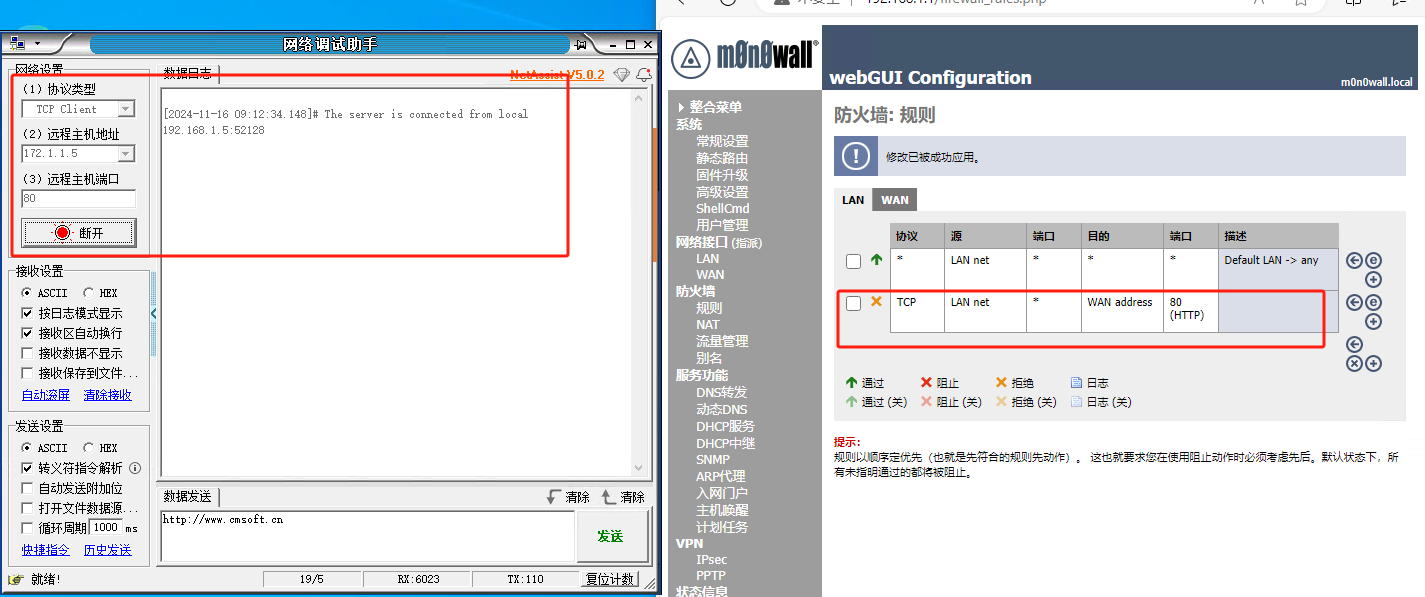 网络调试助手
网络设置
数据日志
NetAssist V5.0.2
(1) 协议类型
TCP Client
(2) 远程主机地址
172.1.1.5
(3) 远程主机端口
80
断开
[2024-11-16 09:12:34.148]# The server is connected from local
192.168.1.5:52128
接收设置
ASCII HEX
按日志模式显示
接收区自动换行
接收数据不显示
接收保存到文件...
自动滚屏 清除接收
发送设置
ASCII HEX
转义符指令解析
自动发送附加位
打开文件数据源...
循环周期 1000 ms
快捷指令 历史发送
数据发送
清除 清除
http://www.cmsoft.cn
发送
就绪!
19/5
RX:6023
TX:110
复位计数
不安全
192.168.1.1/firewall_rules.php
m0n0wall®
webGUI Configuration
m0n0wall.local
整合菜单
系统
常规设置
静态路由
固件升级
高级设置
ShellCmd
用户管理
网络接口 (指派)
LAN
WAN
防火墙
规则
NAT
流量管理
别名
服务功能
DNS转发
动态DNS
DHCP服务
DHCP中继
SNMP
ARP代理
入网门户
主机唤醒
计划任务
VPN
IPsec
PPTP
状态信息
防火墙: 规则
修改已被成功应用。
LAN WAN
协议 源 端口 目的 端口 描述
* LAN net * * * Default LAN -> any
TCP LAN net * WAN address 80
(HTTP)
通过 阻止 拒绝 日志
通过 (关) 阻止 (关) 拒绝 (关) 日志 (关)
提示:
规则以顺序定优先（也就是先符合的规则先动作）。 这也就要求您在使用阻止动作时必须考虑先后。默认状态下，所
有未指明通过的都将被阻止。